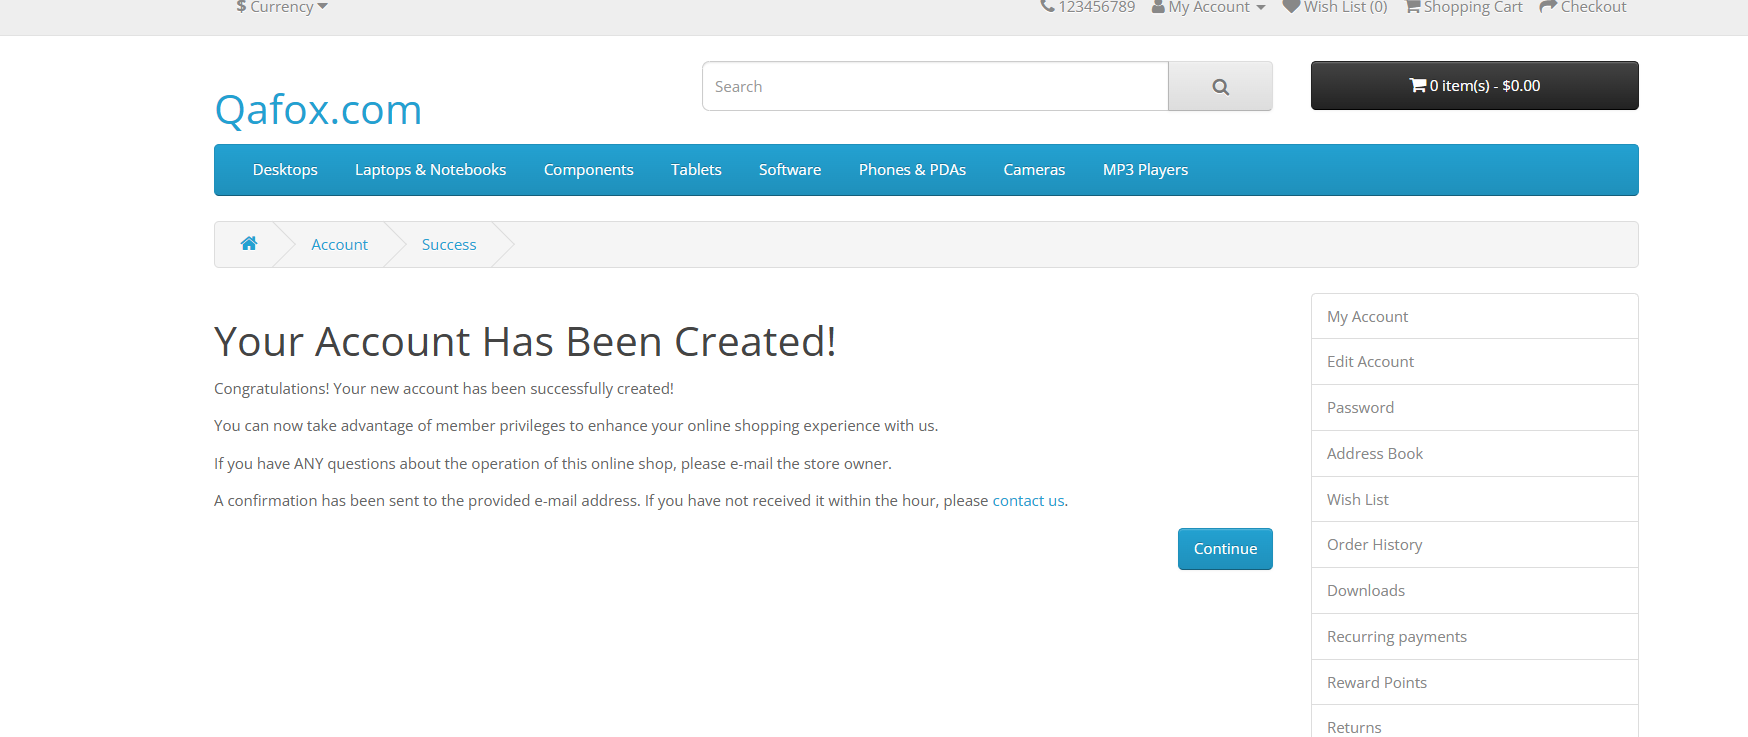 $ Currency
123456789 My Account Wish List (0) Shopping Cart Checkout
Qafox.com
Search
0 item(s) - $0.00
Desktops Laptops & Notebooks Components Tablets Software Phones & PDAs Cameras MP3 Players
Account Success
Your Account Has Been Created!
Congratulations! Your new account has been successfully created!
You can now take advantage of member privileges to enhance your online shopping experience with us.
If you have ANY questions about the operation of this online shop, please e-mail the store owner.
A confirmation has been sent to the provided e-mail address. If you have not received it within the hour, please contact us.
Continue
My Account
Edit Account
Password
Address Book
Wish List
Order History
Downloads
Recurring payments
Reward Points
Returns